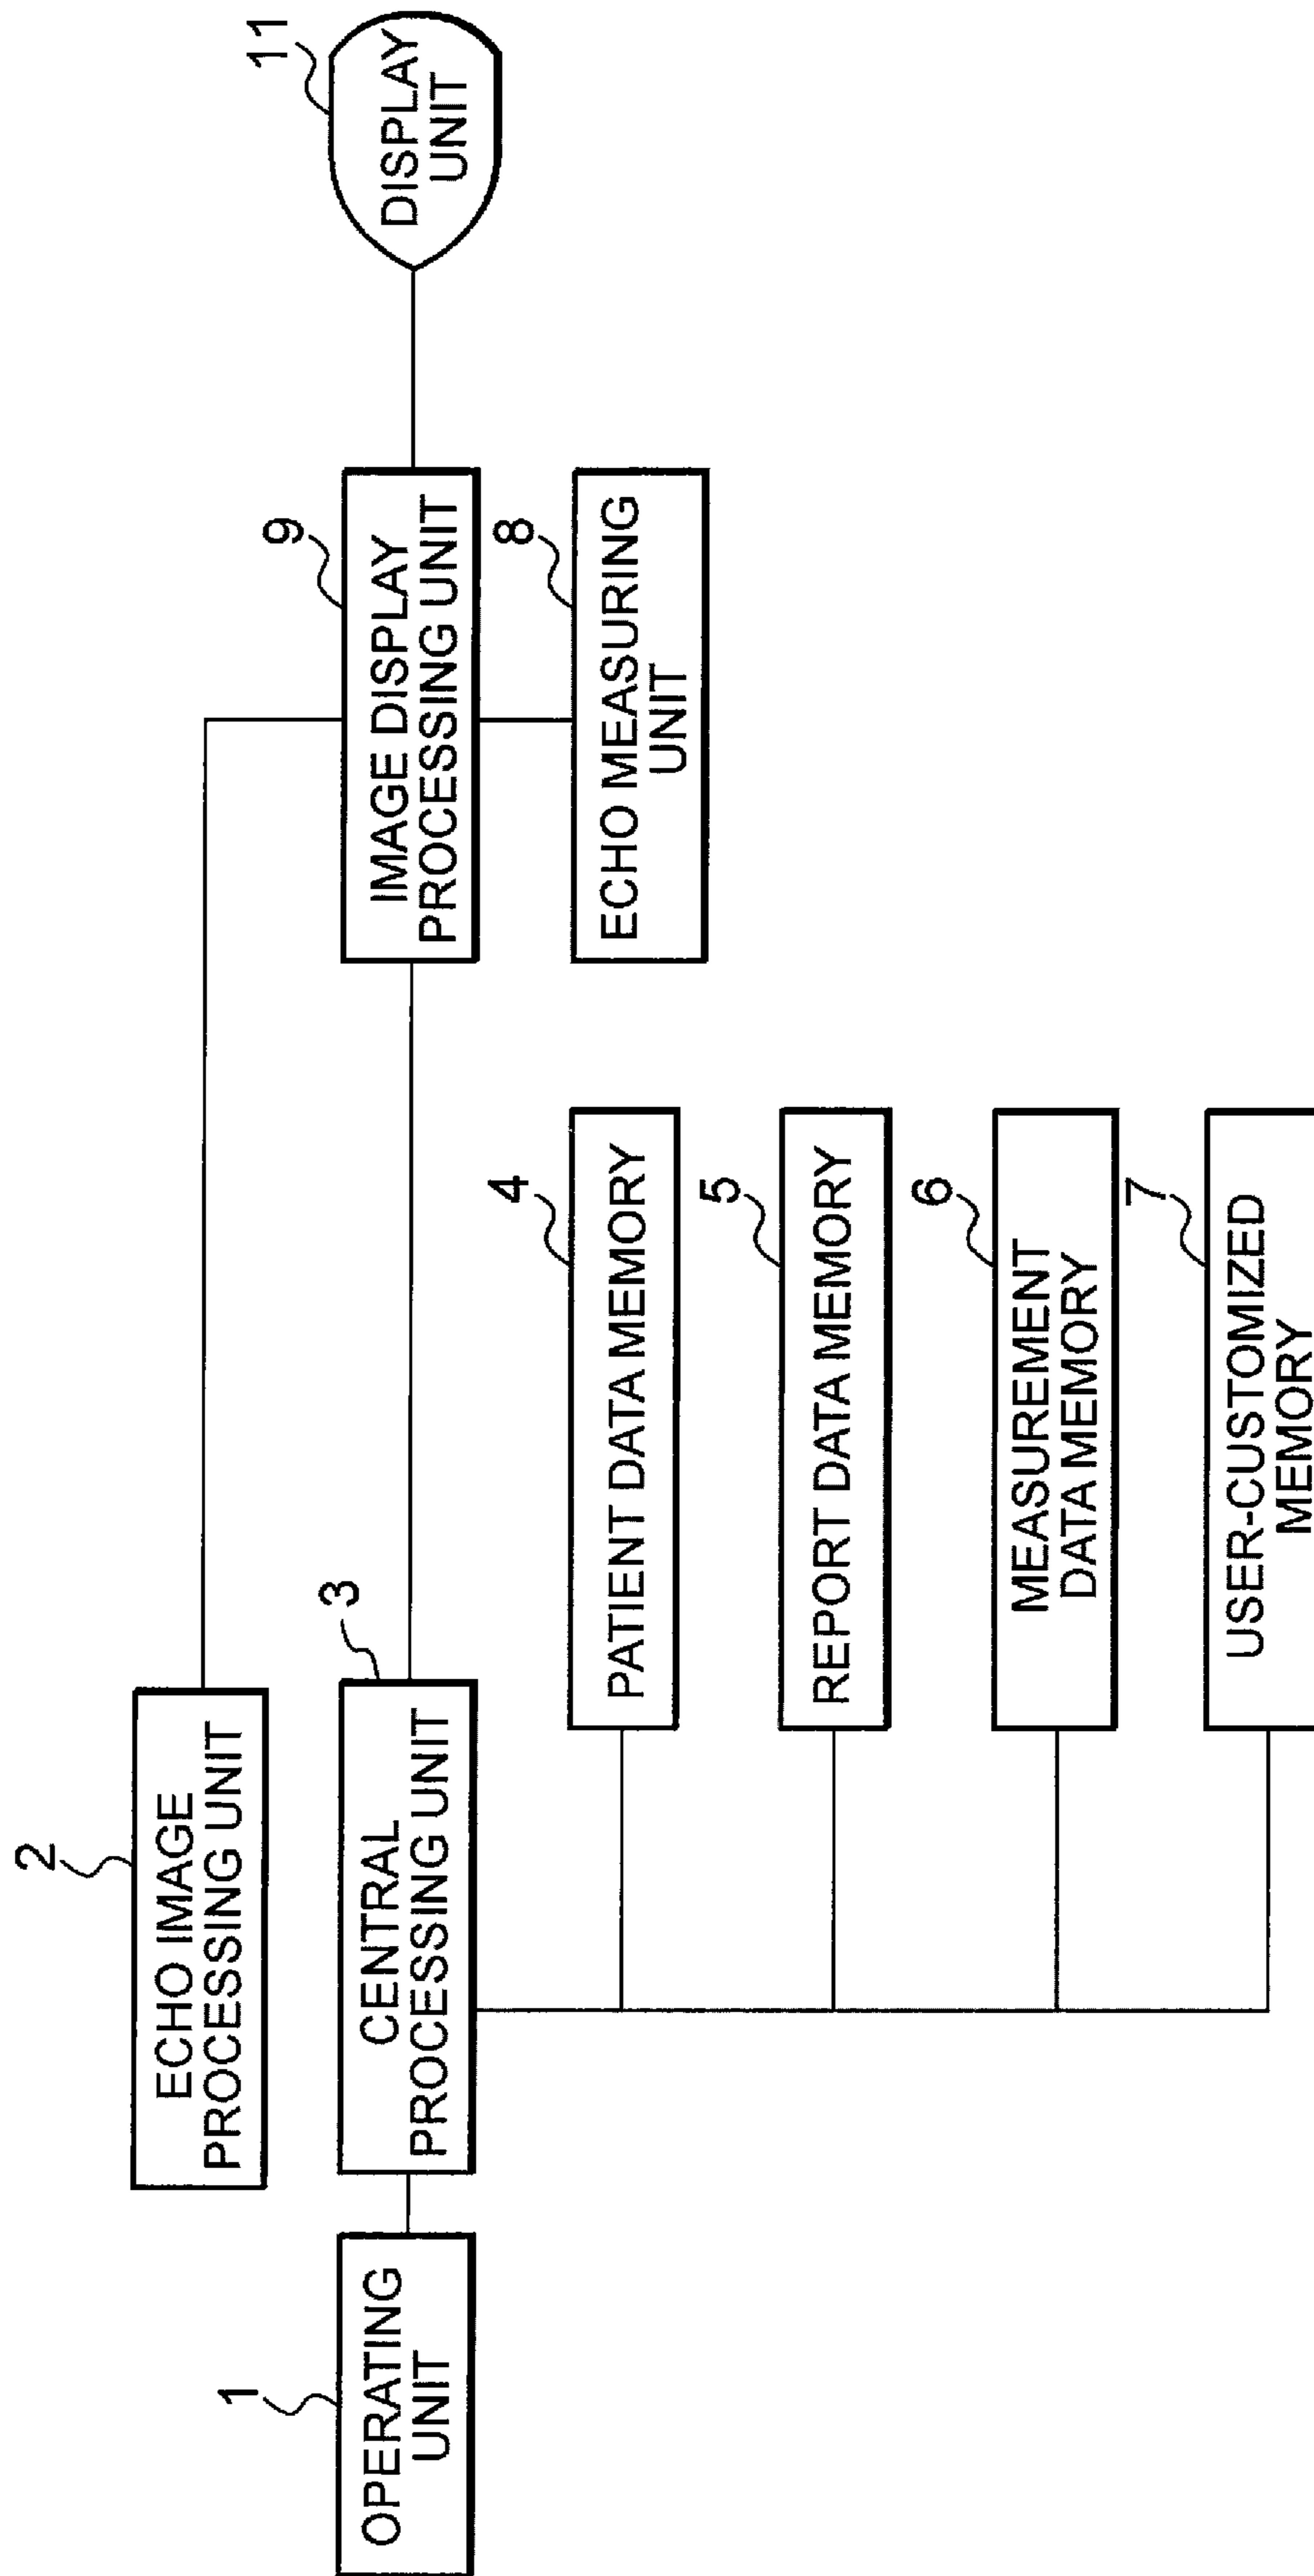 2
ECHO IMAGE
PROCESSING UNIT
1
OPERATING
UNIT
3
CENTRAL
PROCESSING UNIT
9
IMAGE DISPLAY
PROCESSING UNIT
11
DISPLAY
UNIT
4
PATIENT DATA MEMORY
8
ECHO MEASURING
UNIT
5
REPORT DATA MEMORY
6
MEASUREMENT
DATA MEMORY
7
USER-CUSTOMIZED
MEMORY